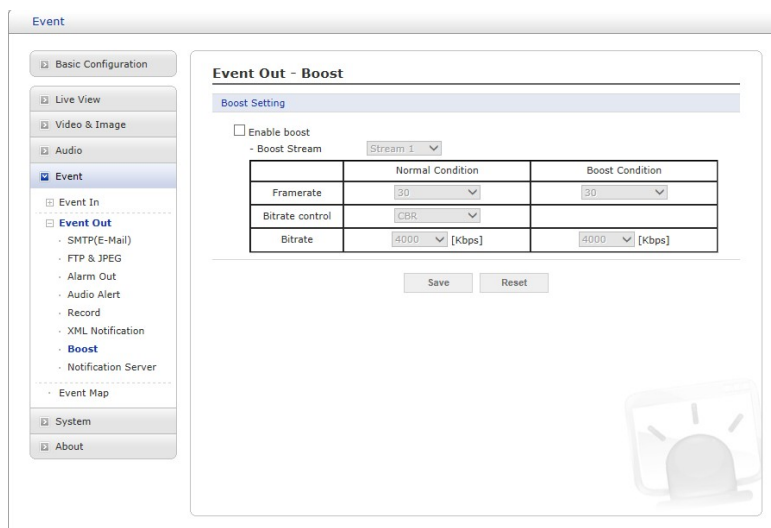 Event
Basic Configuration
Live View
Video & Image
Audio
Event
Event In
Event Out
SMTP(E-Mail)
FTP & JPEG
Alarm Out
Audio Alert
Record
XML Notification
Boost
Notification Server
Event Map
System
About
Event Out - Boost
Boost Setting
Enable boost
- Boost Stream Stream 1
Normal Condition Boost Condition
Framerate 30 30
Bitrate control CBR
Bitrate 4000 [Kbps] 4000 [Kbps]
Save Reset